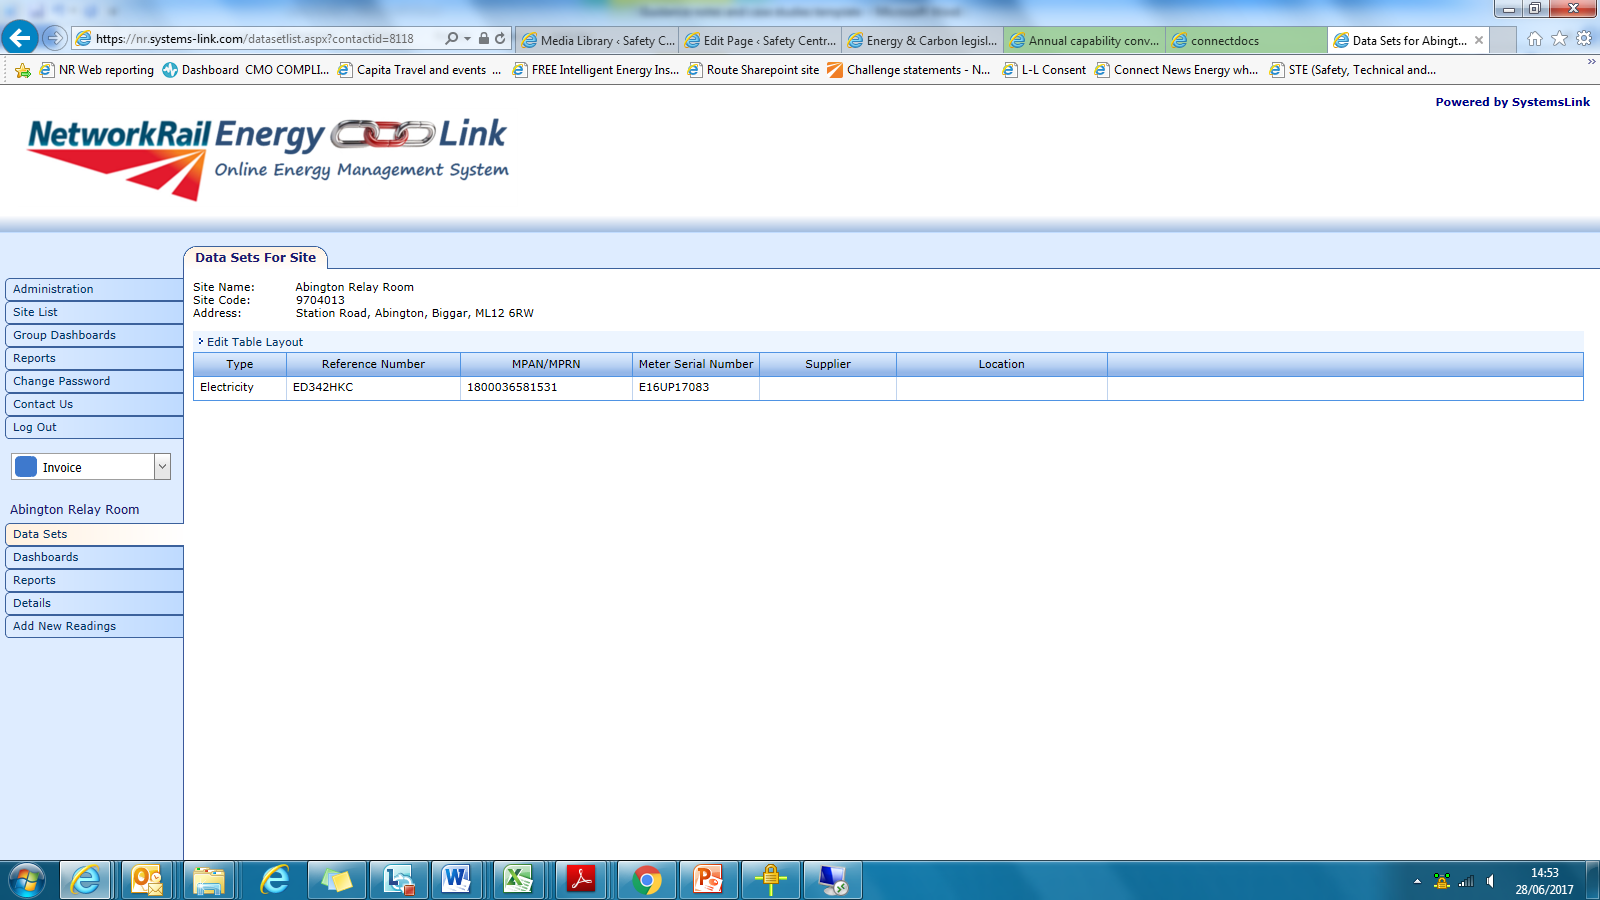 https://nr.systems-link.com/datasetlist.aspx?contactid=8118
Media Library ‹ Safety C...
Edit Page ‹ Safety Centr...
Energy & Carbon legisl...
Annual capability conv...
connectdocs
Data Sets for Abingt...
NR Web reporting
Dashboard CMO COMPLI...
Capita Travel and events ...
FREE Intelligent Energy Ins...
Route Sharepoint site
Challenge statements - N...
L-L Consent
Connect News Energy wh...
STE (Safety, Technical and...
Powered by SystemsLink
NetworkRail Energy Link
Online Energy Management System
Data Sets For Site
Administration
Site List
Group Dashboards
Reports
Change Password
Contact Us
Log Out
Invoice
Abington Relay Room
Data Sets
Dashboards
Reports
Details
Add New Readings
Site Name: Abington Relay Room
Site Code: 9704013
Address: Station Road, Abington, Biggar, ML12 6RW
Edit Table Layout
Type Reference Number MPAN/MPRN Meter Serial Number Supplier Location
Electricity ED342HKC 1800036581531 E16UP17083
14:53
28/06/2017